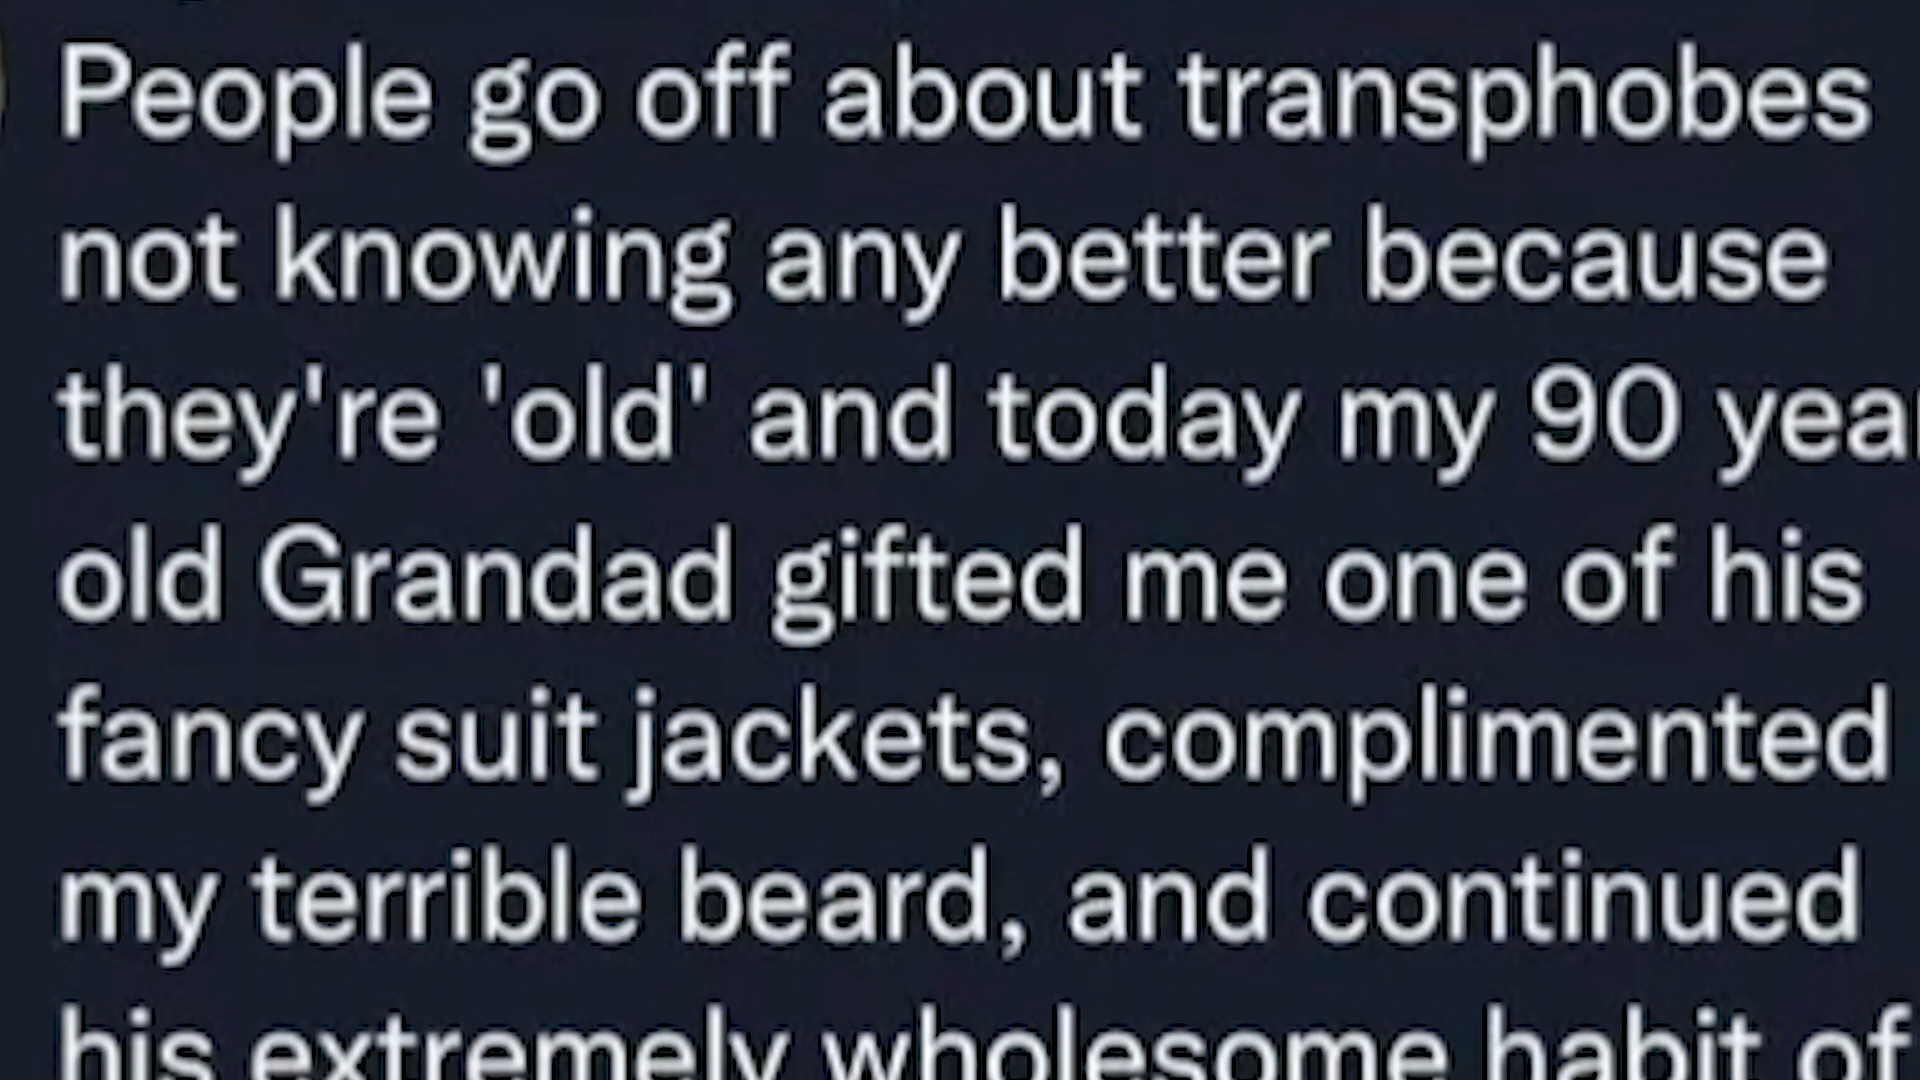 People go off about transphobes
not knowing any better because
they're 'old' and today my 90 year
old Grandad gifted me one of his
fancy suit jackets, complimented
my terrible beard, and continued
his extremely wholesome habit of